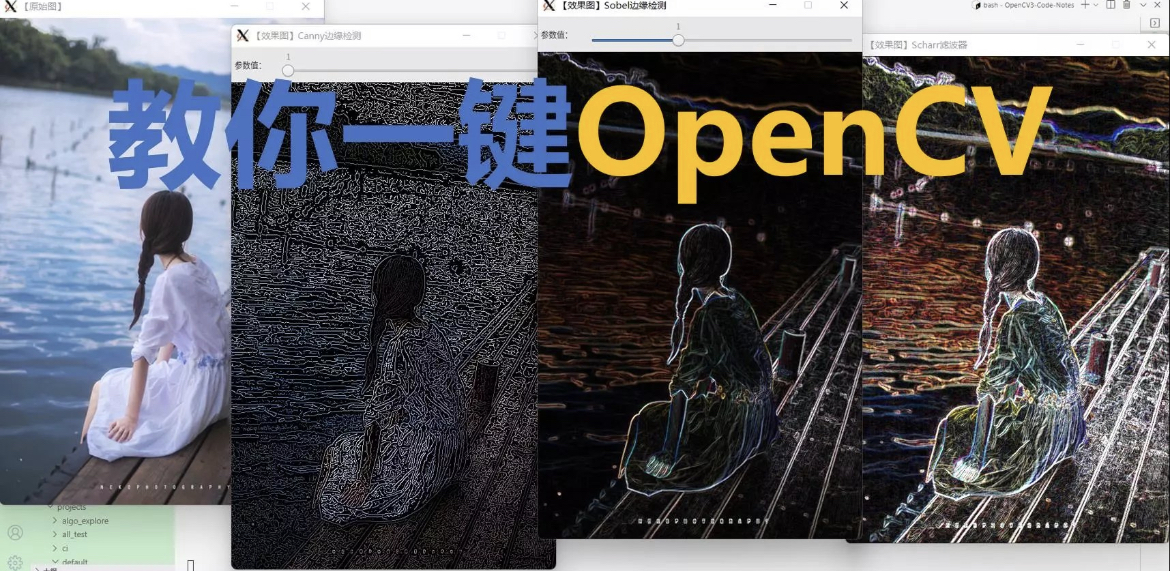 【原始图】
【效果图】Canny边缘检测
参数值:
1
【效果图】Sobel边缘检测
参数值:
1
bash - OpenCV3-Code-Notes
【效果图】Scharr滤波器
教你一键OpenCV
projects
algo_explore
all_test
ci
default